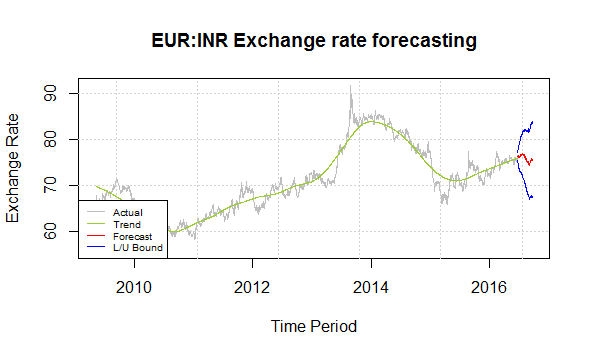 EUR:INR Exchange rate forecasting
Exchange Rate
90
80
70
60
Actual
Trend
Forecast
L/U Bound
2010
2012
2014
2016
Time Period